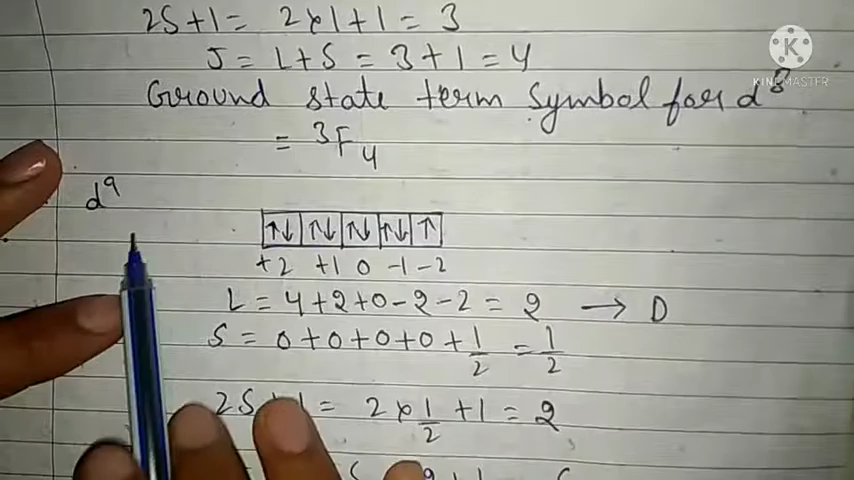 2S+1 = 2×1+1 = 3
J = L+S = 3+1 = 4
K
KINEMASTER
Ground state term Symbol for d⁸
= ³F₄
d⁹
↑↓ ↑↓ ↑↓ ↑↓ ↑
+2 +1 0 -1 -2
L = 4+2+0-2-2 = 2 → D
S = 0+0+0+0+1/2 = 1/2
= 2×1/2 +1 = 2